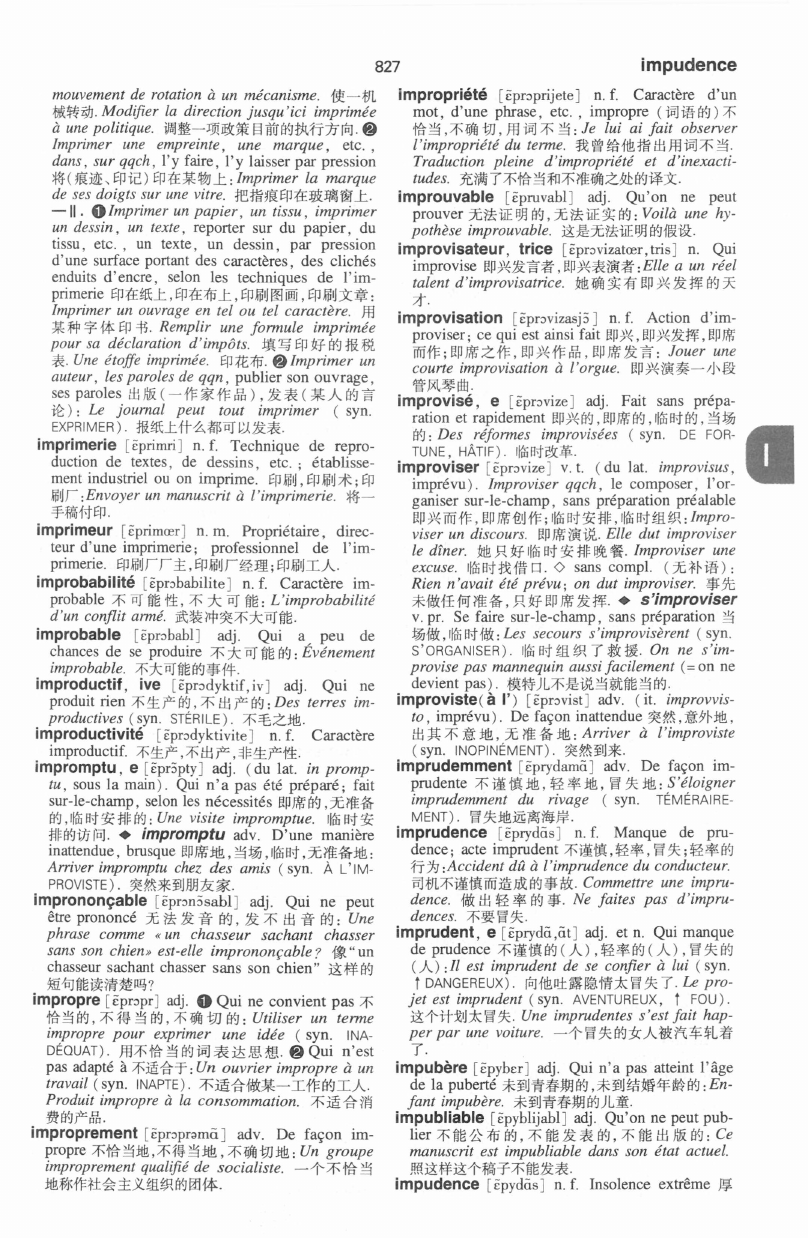 827
impudence
mouvement de rotation à un mécanisme. 使一机
械转动. Modifier la direction jusqu'ici imprimée
à une politique. 调整一项政策目前的执行方向. ❷
Imprimer une empreinte, une marque, etc.,
dans, sur qqch, l'y faire, l'y laisser par pression
将(痕迹、印记)印在某物上: Imprimer la marque
de ses doigts sur une vitre. 把指痕印在玻璃窗上.
—Ⅱ. ❶ Imprimer un papier, un tissu, imprimer
un dessin, un texte, reporter sur du papier, du
tissu, etc., un texte, un dessin, par pression
d'une surface portant des caractères, des clichés
enduits d'encre, selon les techniques de l'im-
primerie 印在纸上,印在布上,印刷图画,印刷文章:
Imprimer un ouvrage en tel ou tel caractère. 用
某种字体印书. Remplir une formule imprimée
pour sa déclaration d'impôts. 填写印好的报税
表. Une étoffe imprimée. 印花布. ❷ Imprimer un
auteur, les paroles de qqn, publier son ouvrage,
ses paroles 出版(一作家作品),发表(某人的言
论): Le journal peut tout imprimer ( syn.
EXPRIMER). 报纸上什么都可以发表.
imprimerie [ɛ̃primri] n. f. Technique de repro-
duction de textes, de dessins, etc. ; établisse-
ment industriel ou on imprime. 印刷,印刷术;印
刷厂: Envoyer un manuscrit à l'imprimerie. 将一
手稿付印.
imprimeur [ɛ̃primœr] n. m. Propriétaire, direc-
teur d'une imprimerie; professionnel de l'im-
primerie. 印刷厂厂主,印刷厂经理;印刷工人.
improbabilité [ɛ̃prɔbabilite] n. f. Caractère im-
probable 不可能性,不大可能: L'improbabilité
d'un conflit armé. 武装冲突不大可能.
improbable [ɛ̃prɔbabl] adj. Qui a peu de
chances de se produire 不大可能的: Événement
improbable. 不大可能的事件.
improductif, ive [ɛ̃prɔdyktif,iv] adj. Qui ne
produit rien 不生产的,不出产的: Des terres im-
productives (syn. STÉRILE). 不毛之地.
improductivité [ɛ̃prɔdyktivite] n. f. Caractère
improductif. 不生产,不出产,非生产性.
impromptu, e [ɛ̃prɔ̃pty] adj. (du lat. in promp-
tu, sous la main). Qui n'a pas été préparé; fait
sur-le-champ, selon les nécessités 即席的,无准备
的,临时安排的: Une visite impromptue. 临时安
排的访问. ◆ impromptu adv. D'une manière
inattendue, brusque 即席地,当场,临时,无准备地:
Arriver impromptu chez des amis (syn. À L'IM-
PROVISTE). 突然来到朋友家.
imprononçable [ɛ̃prɔnɔ̃sabl] adj. Qui ne peut
être prononcé 无法发音的,发不出音的: Une
phrase comme « un chasseur sachant chasser
sans son chien» est-elle imprononçable? 像“un
chasseur sachant chasser sans son chien” 这样的
短句能读清楚吗?
impropre [ɛ̃prɔpr] adj. ❶ Qui ne convient pas 不
恰当的,不得当的,不确切的: Utiliser un terme
impropre pour exprimer une idée ( syn. INA-
DÉQUAT). 用不恰当的词表达思想. ❷ Qui n'est
pas adapté à 不适合于: Un ouvrier impropre à un
travail (syn. INAPTE). 不适合做某一工作的工人.
Produit impropre à la consommation. 不适合消
费的产品.
improprement [ɛ̃prɔprəmɑ̃] adv. De façon im-
propre 不恰当地,不得当地,不确切地: Un groupe
improprement qualifié de socialiste. 一个不恰当
地称作社会主义组织的团体.
impropriété [ɛ̃prɔprijete] n. f. Caractère d'un
mot, d'une phrase, etc., impropre (词语的)不
恰当,不确切,用词不当: Je lui ai fait observer
l'impropriété du terme. 我曾给他指出用词不当.
Traduction pleine d'impropriété et d'inexacti-
tudes. 充满了不恰当和不准确之处的译文.
improuvable [ɛ̃pruvabl] adj. Qu'on ne peut
prouver 无法证明的,无法证实的: Voilà une hy-
pothèse improuvable. 这是无法证明的假设.
improvisateur, trice [ɛ̃prɔvizatœr,tris] n. Qui
improvise 即兴发言者,即兴表演者: Elle a un réel
talent d'improvisatrice. 她确实有即兴发挥的天
才.
improvisation [ɛ̃prɔvizasjɔ̃] n. f. Action d'im-
proviser; ce qui est ainsi fait 即兴,即兴发挥,即席
而作;即席之作,即兴作品,即席发言: Jouer une
courte improvisation à l'orgue. 即兴演奏一小段
管风琴曲.
improvisé, e [ɛ̃prɔvize] adj. Fait sans prépa-
ration et rapidement 即兴的,即席的,临时的,当场
的: Des réformes improvisées ( syn. DE FOR-
TUNE, HÂTIF). 临时改革.
improviser [ɛ̃prɔvize] v. t. ( du lat. improvisus,
imprévu). Improviser qqch, le composer, l'or-
ganiser sur-le-champ, sans préparation préalable
即兴而作,即席创作;临时安排,临时组织: Impro-
viser un discours. 即席演说. Elle dut improviser
le dîner. 她只好临时安排晚餐. Improviser une
excuse. 临时找借口. ◇ sans compl. (无补语):
Rien n'avait été prévu; on dut improviser. 事先
未做任何准备,只好即席发挥. ◆ s'improviser
v. pr. Se faire sur-le-champ, sans préparation 当
场做,临时做: Les secours s'improvisèrent ( syn.
S'ORGANISER). 临时组织了救援. On ne s'im-
provise pas mannequin aussi facilement (= on ne
devient pas). 模特儿不是说当就能当的.
improviste(à l') [ɛ̃prɔvist] adv. ( it. improvvis-
to, imprévu). De façon inattendue 突然,意外地,
出其不意地,无准备地: Arriver à l'improviste
(syn. INOPINÉMENT). 突然到来.
imprudemment [ɛ̃prydamɑ̃] adv. De façon im-
prudente 不谨慎地,轻率地,冒失地: S'éloigner
imprudemment du rivage ( syn. TÉMÉRAIRE-
MENT). 冒失地远离海岸.
imprudence [ɛ̃prydɑ̃s] n. f. Manque de pru-
dence; acte imprudent 不谨慎,轻率,冒失;轻率的
行为: Accident dû à l'imprudence du conducteur.
司机不谨慎而造成的事故. Commettre une impru-
dence. 做出轻率的事. Ne faites pas d'impru-
dences. 不要冒失.
imprudent, e [ɛ̃prydɑ̃,ɑ̃t] adj. et n. Qui manque
de prudence 不谨慎的(人),轻率的(人),冒失的
(人): Il est imprudent de se confier à lui (syn.
↑ DANGEREUX). 向他吐露隐情太冒失了. Le pro-
jet est imprudent (syn. AVENTUREUX, ↑ FOU).
这个计划太冒失. Une imprudentes s'est fait hap-
per par une voiture. 一个冒失的女人被汽车轧着
了.
impubère [ɛ̃pybɛr] adj. Qui n'a pas atteint l'âge
de la puberté 未到青春期的,未到结婚年龄的: En-
fant impubère. 未到青春期的儿童.
impubliable [ɛ̃pyblijabl] adj. Qu'on ne peut pub-
lier 不能公布的,不能发表的,不能出版的: Ce
manuscrit est impubliable dans son état actuel.
照这样这个稿子不能发表.
impudence [ɛ̃pydɑ̃s] n. f. Insolence extrême 厚
I